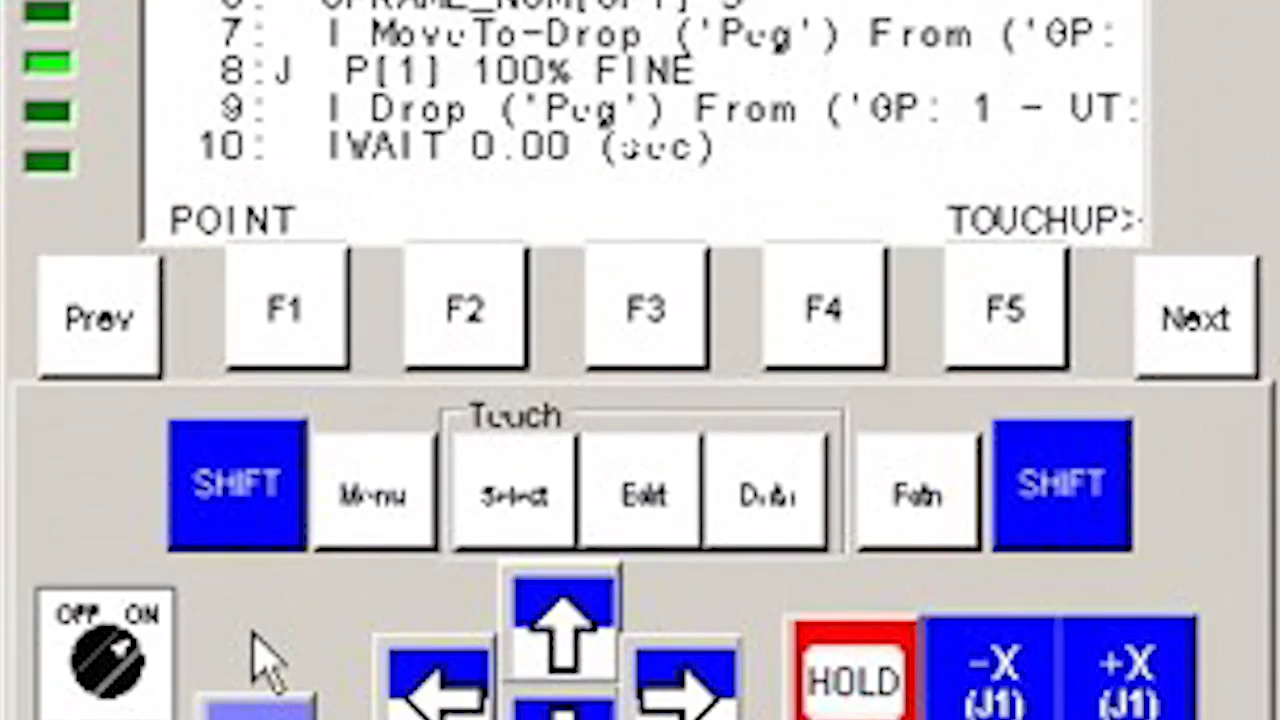 7: | MoveTo-Drop ('Peg') From ('GP:
8:J P[1] 100% FINE
9: | Drop ('Peg') From ('GP: 1 - UT:
10: |WAIT 0.00 (sec)
POINT TOUCHUP>
Prev F1 F2 F3 F4 F5 Next
Teach
SHIFT Menu Select Edit Data Fctn SHIFT
OFF ON
HOLD -X +X
(J1) (J1)